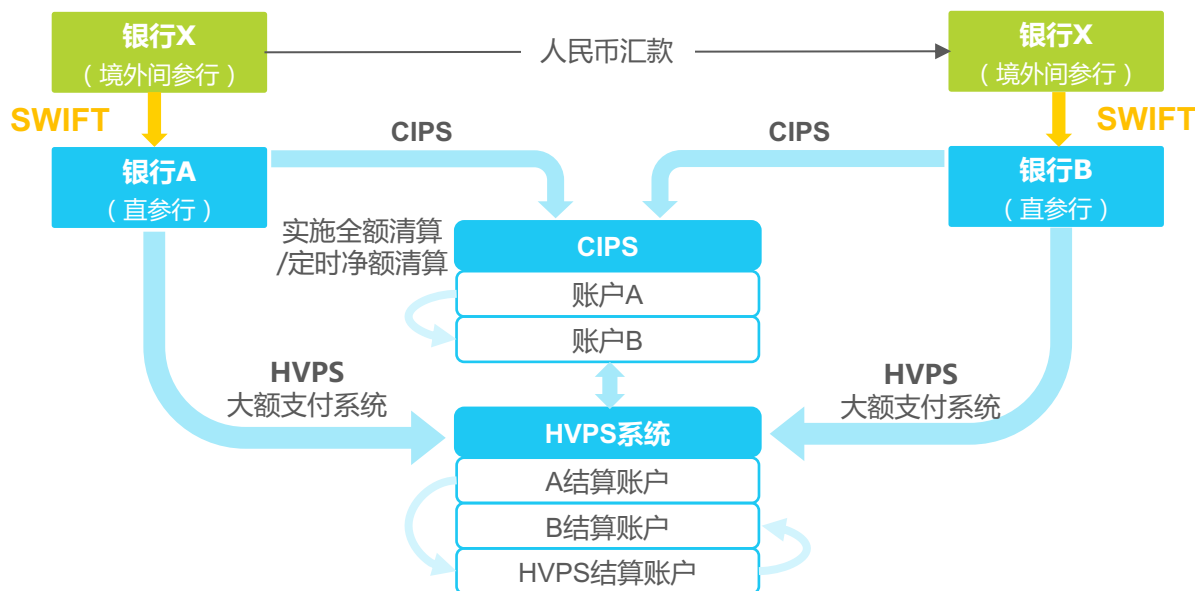 银行X
（境外间参行）
人民币汇款
银行X
（境外间参行）
SWIFT
SWIFT
CIPS
CIPS
银行A
（直参行）
银行B
（直参行）
实施全额清算
/定时净额清算
CIPS
账户A
账户B
HVPS
大额支付系统
HVPS
大额支付系统
HVPS系统
A结算账户
B结算账户
HVPS结算账户